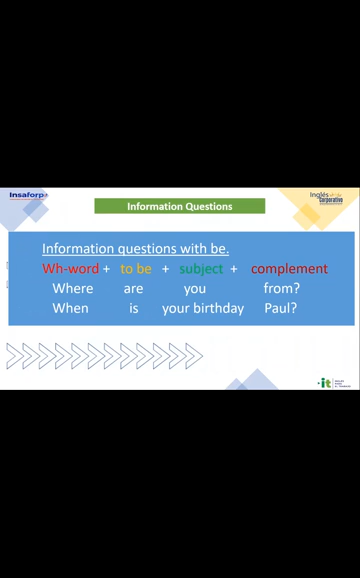 Insaforp
Inglés
corporativo
Information Questions
Information questions with be.
Wh-word + to be + subject + complement
Where are you from?
When is your birthday Paul?
it